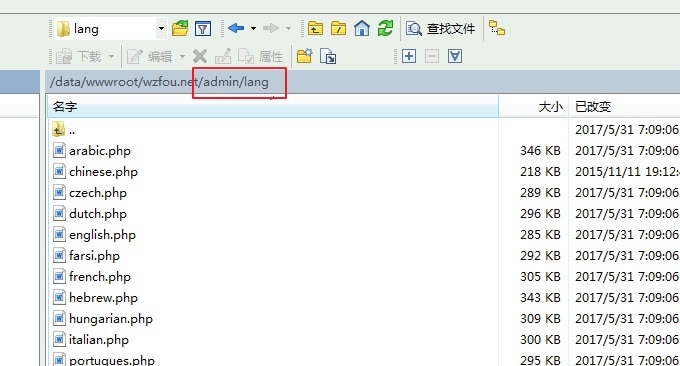 lang 查找文件
下载 编辑 属性
/data/wwwroot/wzfou.net/admin/lang
名字 大小 已改变
.. 2017/5/31 7:09:06
arabic.php 346 KB 2017/5/31 7:09:06
chinese.php 218 KB 2015/11/11 19:12:4
czech.php 289 KB 2017/5/31 7:09:06
dutch.php 296 KB 2017/5/31 7:09:06
english.php 285 KB 2017/5/31 7:09:06
farsi.php 292 KB 2017/5/31 7:09:06
french.php 305 KB 2017/5/31 7:09:06
hebrew.php 343 KB 2017/5/31 7:09:06
hungarian.php 309 KB 2017/5/31 7:09:06
italian.php 300 KB 2017/5/31 7:09:06
portugues.php 295 KB 2017/5/31 7:09:06